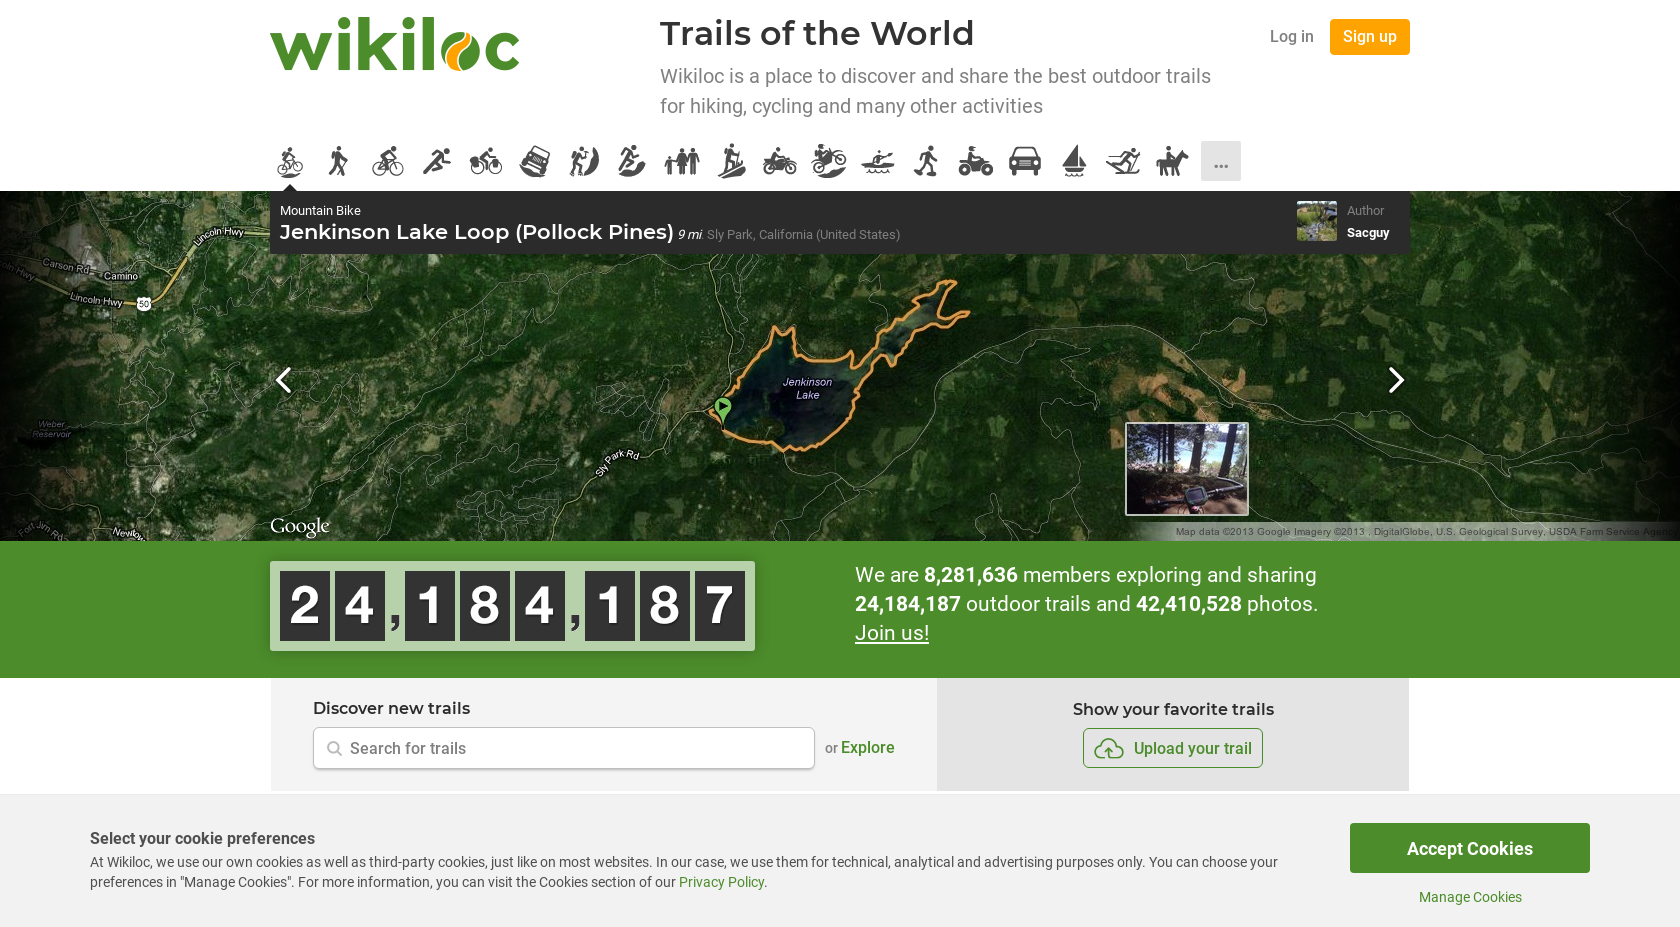 wikiloc
Trails of the World
Wikiloc is a place to discover and share the best outdoor trails
for hiking, cycling and many other activities
Log in
Sign up
...
Mountain Bike
Jenkinson Lake Loop (Pollock Pines) 9 mi. Sly Park, California (United States)
Author
Sacguy
Lincoln Hwy
Carson Rd
Camino
Lincoln Hwy
50
Jenkinson
Lake
Weber
Reservoir
Sly Park Rd
Fort Jim Rd
Google
Map data ©2013 Google Imagery ©2013 , DigitalGlobe, U.S. Geological Survey, USDA Farm Service Agency
24,184,187
We are 8,281,636 members exploring and sharing
24,184,187 outdoor trails and 42,410,528 photos.
Join us!
Discover new trails
Search for trails
or Explore
Show your favorite trails
Upload your trail
Select your cookie preferences
At Wikiloc, we use our own cookies as well as third-party cookies, just like on most websites. In our case, we use them for technical, analytical and advertising purposes only. You can choose your
preferences in "Manage Cookies". For more information, you can visit the Cookies section of our Privacy Policy.
Accept Cookies
Manage Cookies